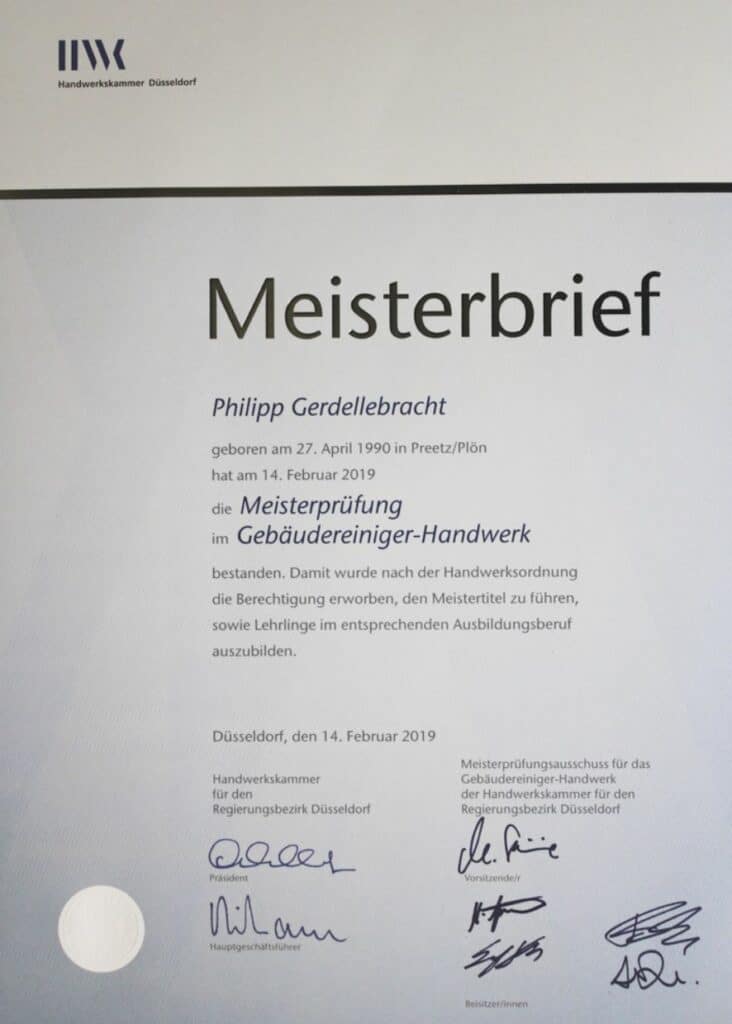 HWK
Handwerkskammer Düsseldorf
Meisterbrief
Philipp Gerdellebracht
geboren am 27. April 1990 in Preetz/Plön
hat am 14. Februar 2019
die Meisterprüfung
im Gebäudereiniger-Handwerk
bestanden. Damit wurde nach der Handwerksordnung
die Berechtigung erworben, den Meistertitel zu führen,
sowie Lehrlinge im entsprechenden Ausbildungsberuf
auszubilden.
Düsseldorf, den 14. Februar 2019
Handwerkskammer
für den
Regierungsbezirk Düsseldorf
Präsident
Hauptgeschäftsführer
Meisterprüfungsausschuss für das
Gebäudereiniger-Handwerk
der Handwerkskammer für den
Regierungsbezirk Düsseldorf
Vorsitzende/r
Beisitzer/innen